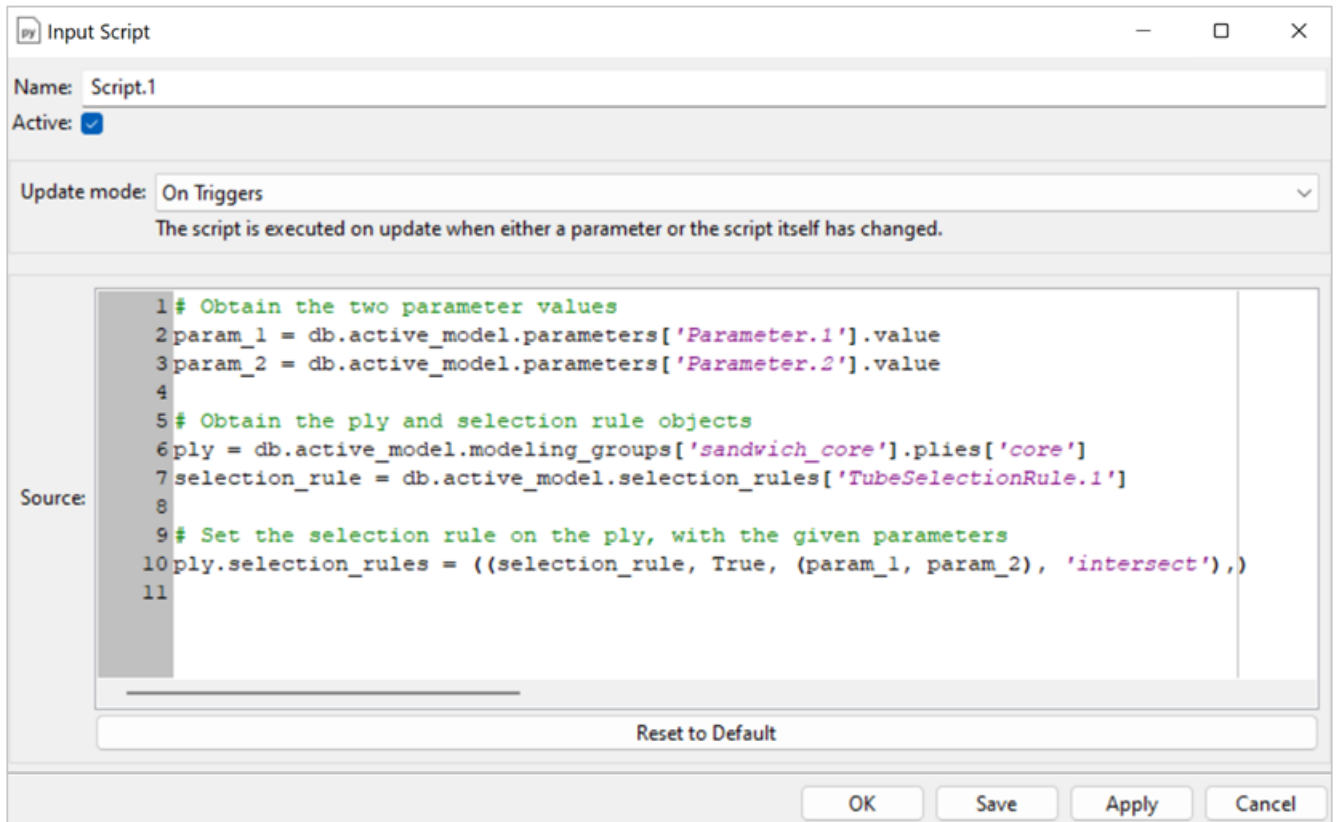 py Input Script
Name: Script.1
Active:
Update mode: On Triggers
The script is executed on update when either a parameter or the script itself has changed.
Source:
1 # Obtain the two parameter values
2 param_1 = db.active_model.parameters['Parameter.1'].value
3 param_2 = db.active_model.parameters['Parameter.2'].value
4
5 # Obtain the ply and selection rule objects
6 ply = db.active_model.modeling_groups['sandwich_core'].plies['core']
7 selection_rule = db.active_model.selection_rules['TubeSelectionRule.1']
8
9 # Set the selection rule on the ply, with the given parameters
10 ply.selection_rules = ((selection_rule, True, (param_1, param_2), 'intersect'),)
11
Reset to Default
OK Save Apply Cancel